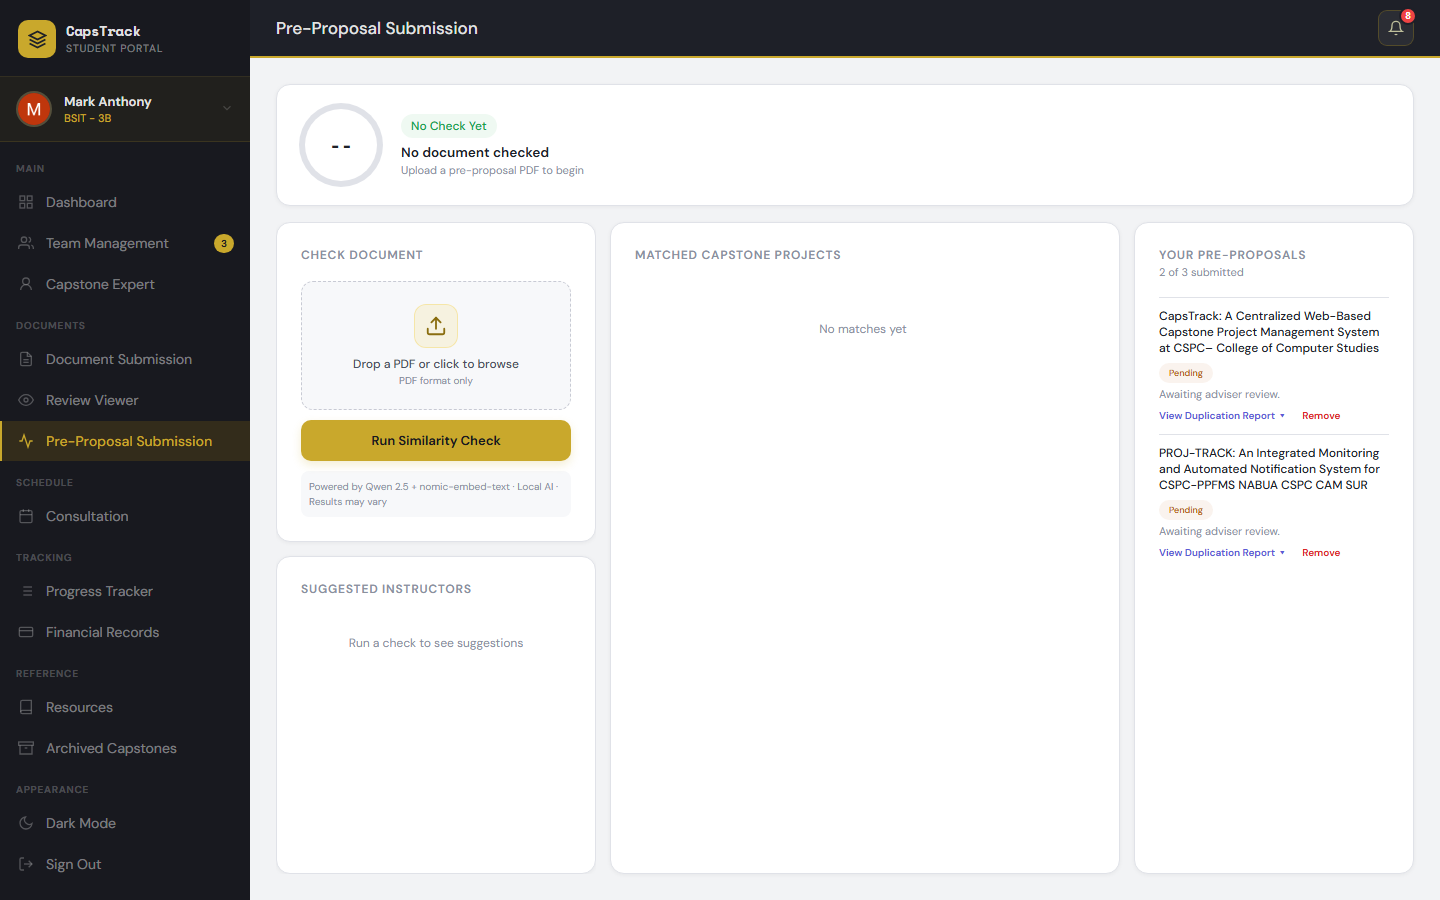 CapsTrack
STUDENT PORTAL
M
Mark Anthony
BSIT - 3B
MAIN
Dashboard
Team Management
3
Capstone Expert
DOCUMENTS
Document Submission
Review Viewer
Pre-Proposal Submission
SCHEDULE
Consultation
TRACKING
Progress Tracker
Financial Records
REFERENCE
Resources
Archived Capstones
APPEARANCE
Dark Mode
Sign Out
Pre-Proposal Submission
8
--
No Check Yet
No document checked
Upload a pre-proposal PDF to begin
CHECK DOCUMENT
Drop a PDF or click to browse
PDF format only
Run Similarity Check
Powered by Qwen 2.5 + nomic-embed-text · Local AI ·
Results may vary
SUGGESTED INSTRUCTORS
Run a check to see suggestions
MATCHED CAPSTONE PROJECTS
No matches yet
YOUR PRE-PROPOSALS
2 of 3 submitted
CapsTrack: A Centralized Web-Based
Capstone Project Management System
at CSPC– College of Computer Studies
Pending
Awaiting adviser review.
View Duplication Report ▾ Remove
PROJ-TRACK: An Integrated Monitoring
and Automated Notification System for
CSPC-PPFMS NABUA CSPC CAM SUR
Pending
Awaiting adviser review.
View Duplication Report ▾ Remove